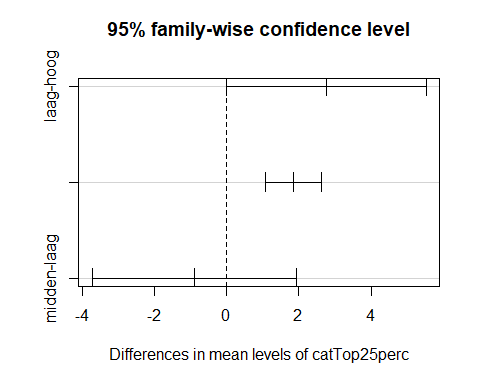 95% family-wise confidence level
laag-hoog
midden-laag
-4 -2 0 2 4
Differences in mean levels of catTop25perc